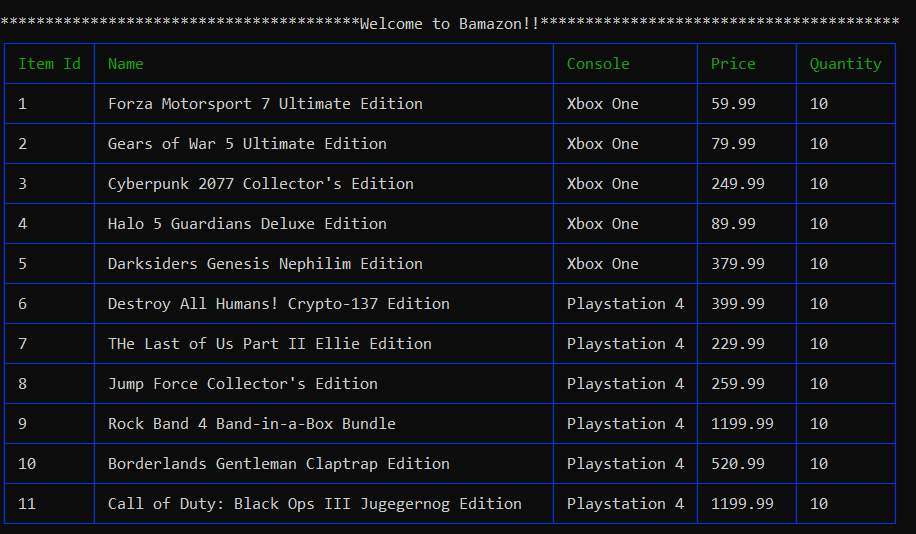 ****************************************Welcome to Bamazon!!****************************************
Item Id Name Console Price Quantity
1 Forza Motorsport 7 Ultimate Edition Xbox One 59.99 10
2 Gears of War 5 Ultimate Edition Xbox One 79.99 10
3 Cyberpunk 2077 Collector's Edition Xbox One 249.99 10
4 Halo 5 Guardians Deluxe Edition Xbox One 89.99 10
5 Darksiders Genesis Nephilim Edition Xbox One 379.99 10
6 Destroy All Humans! Crypto-137 Edition Playstation 4 399.99 10
7 THe Last of Us Part II Ellie Edition Playstation 4 229.99 10
8 Jump Force Collector's Edition Playstation 4 259.99 10
9 Rock Band 4 Band-in-a-Box Bundle Playstation 4 1199.99 10
10 Borderlands Gentleman Claptrap Edition Playstation 4 520.99 10
11 Call of Duty: Black Ops III Jugegernog Edition Playstation 4 1199.99 10